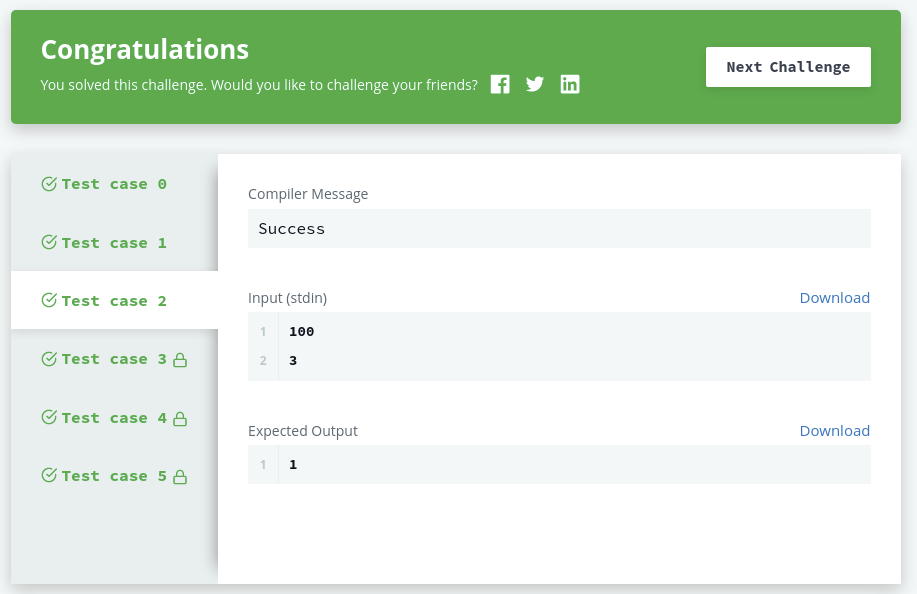 Congratulations
You solved this challenge. Would you like to challenge your friends?
Next Challenge
Test case 0
Test case 1
Test case 2
Test case 3
Test case 4
Test case 5
Compiler Message
Success
Input (stdin)
Download
1 100
2 3
Expected Output
Download
1 1